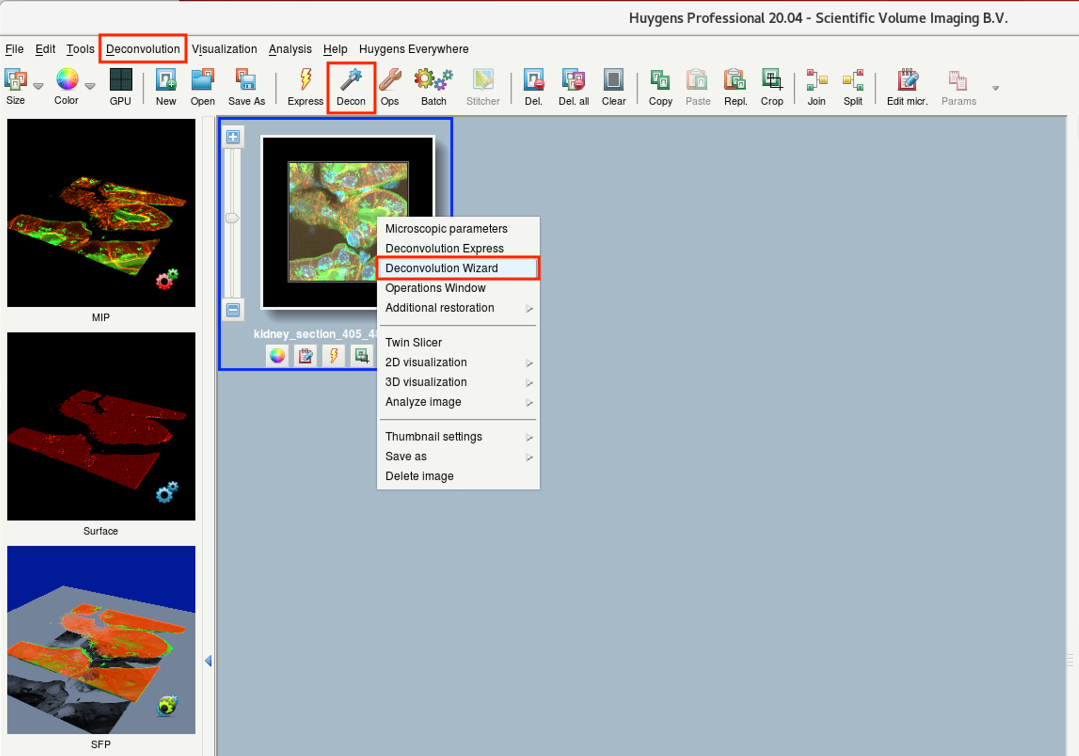 Huygens Professional 20.04 - Scientific Volume Imaging B.V.
File Edit Tools Deconvolution Visualization Analysis Help Huygens Everywhere
Size Color GPU New Open Save As Express Decon Ops Batch Stitcher Del. Del. all Clear Copy Paste Repl. Crop Join Split Edit micr. Params
MIP
Surface
SFP
kidney_section_405_48
Microscopic parameters
Deconvolution Express
Deconvolution Wizard
Operations Window
Additional restoration
Twin Slicer
2D visualization
3D visualization
Analyze image
Thumbnail settings
Save as
Delete image